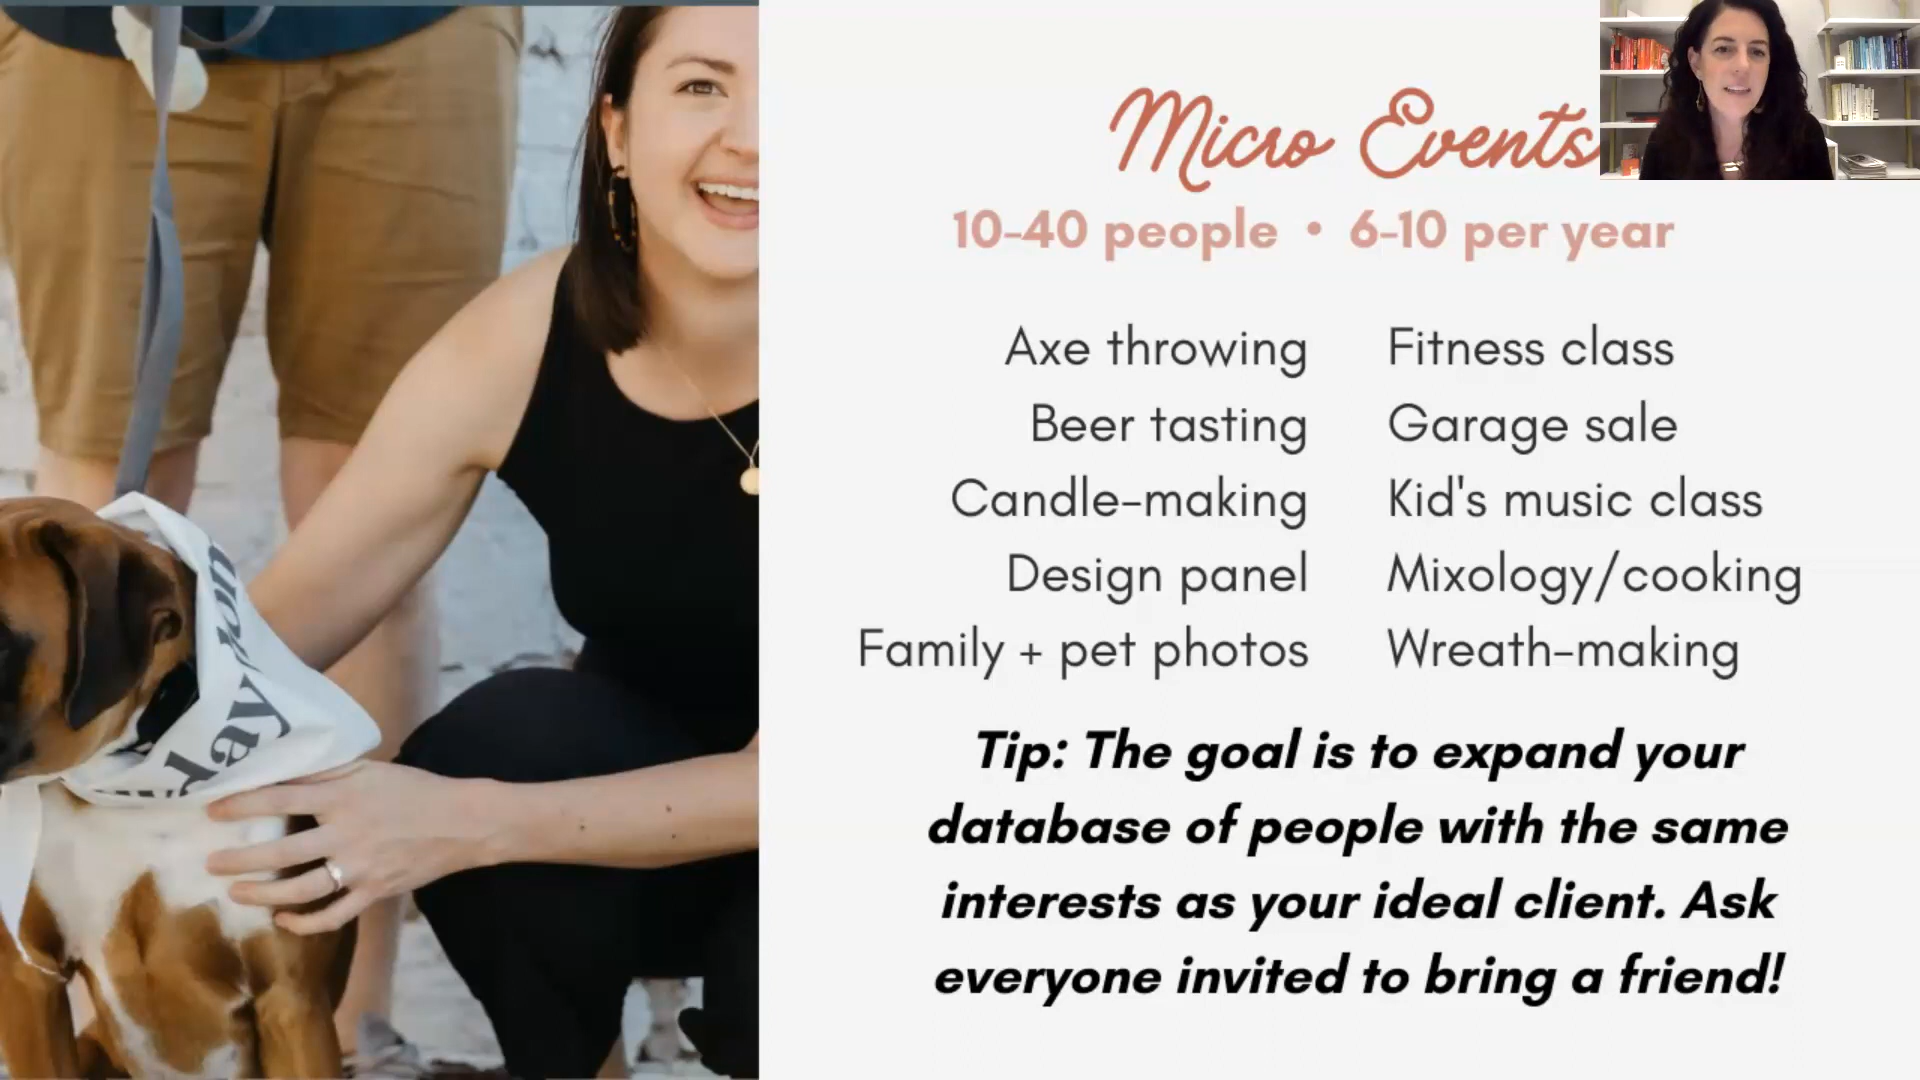 Micro Events
10-40 people • 6-10 per year
Axe throwing
Beer tasting
Candle-making
Design panel
Family + pet photos
Fitness class
Garage sale
Kid's music class
Mixology/cooking
Wreath-making
Tip: The goal is to expand your
database of people with the same
interests as your ideal client. Ask
everyone invited to bring a friend!